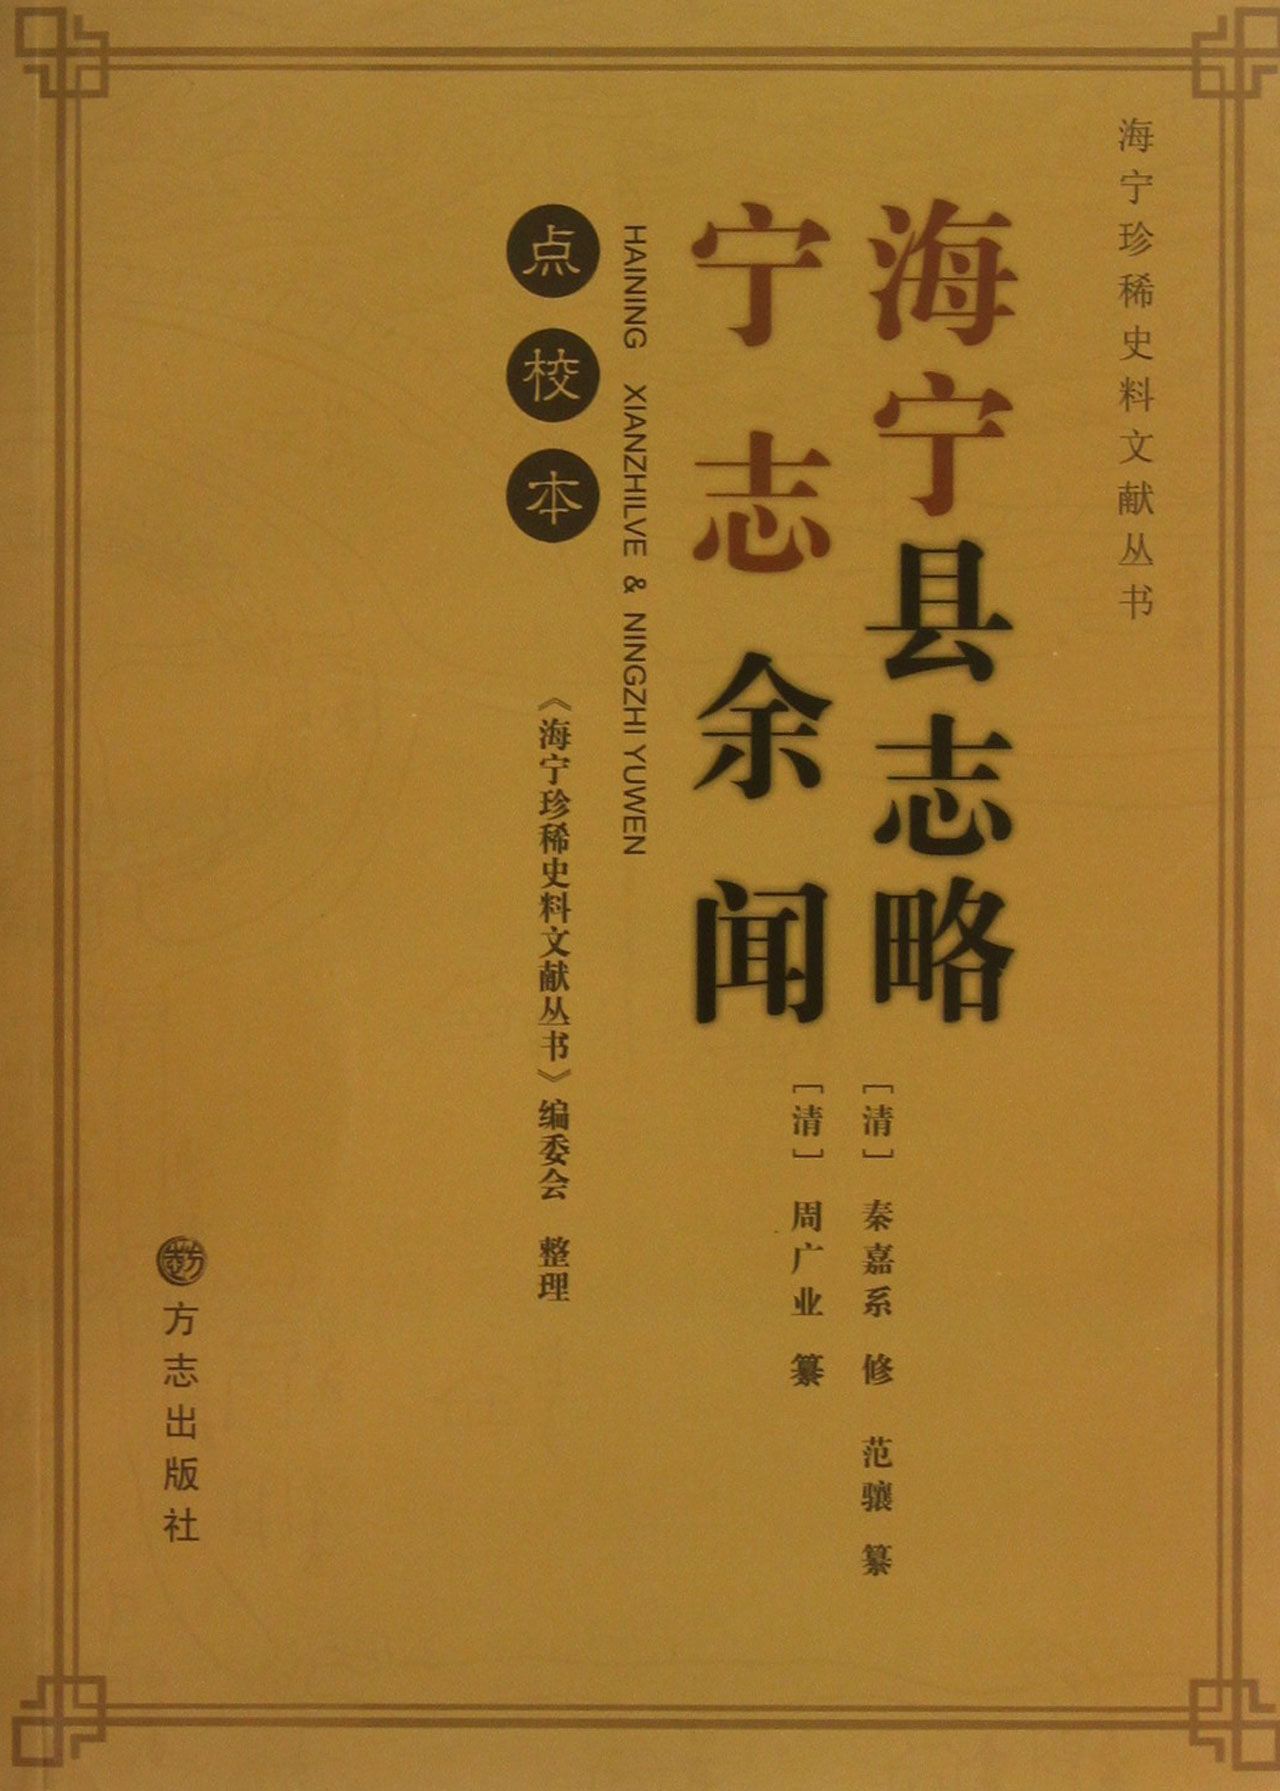 海宁珍稀史料文献丛书
海宁县志略
[清] 秦嘉系 修 范骧 纂
宁志余闻
[清] 周广业 纂
HAINING XIANZHILVE & NINGZHI YUWEN
点校本
《海宁珍稀史料文献丛书》编委会 整理
方志出版社